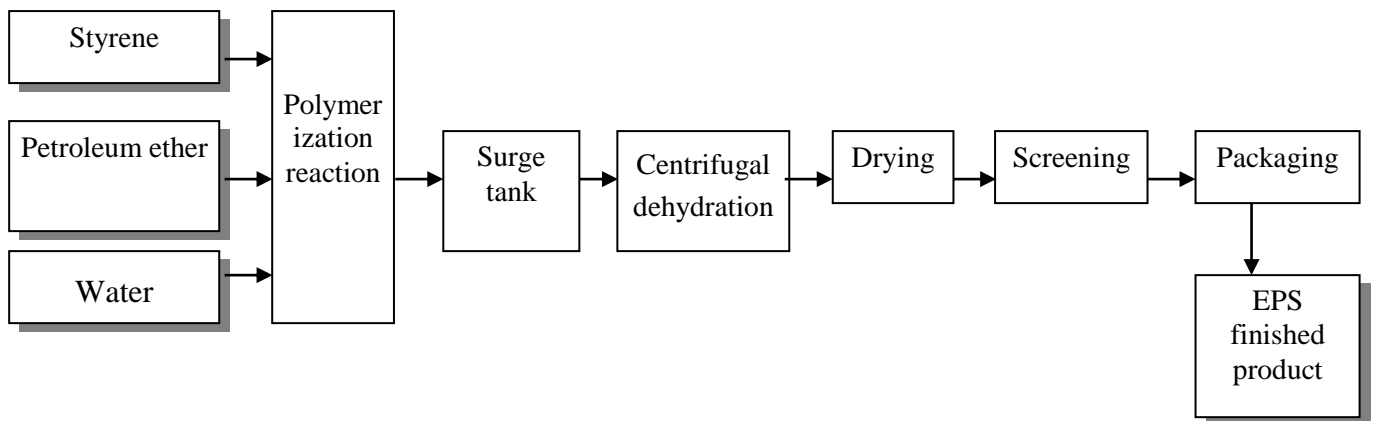 Styrene
Petroleum ether
Water
Polymer
ization
reaction
Surge
tank
Centrifugal
dehydration
Drying
Screening
Packaging
EPS
finished
product